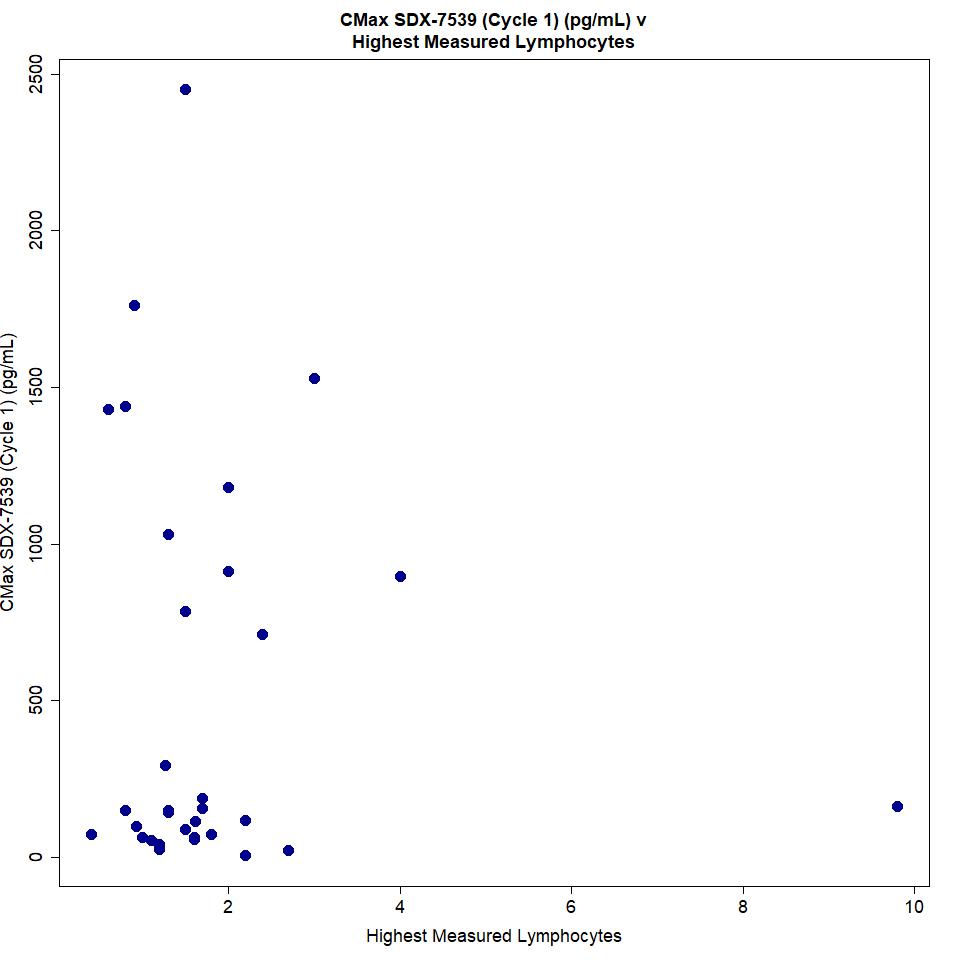 CMax SDX-7539 (Cycle 1) (pg/mL) v
Highest Measured Lymphocytes
2500
2000
1500
1000
500
0
CMax SDX-7539 (Cycle 1) (pg/mL)
2 4 6 8 10
Highest Measured Lymphocytes